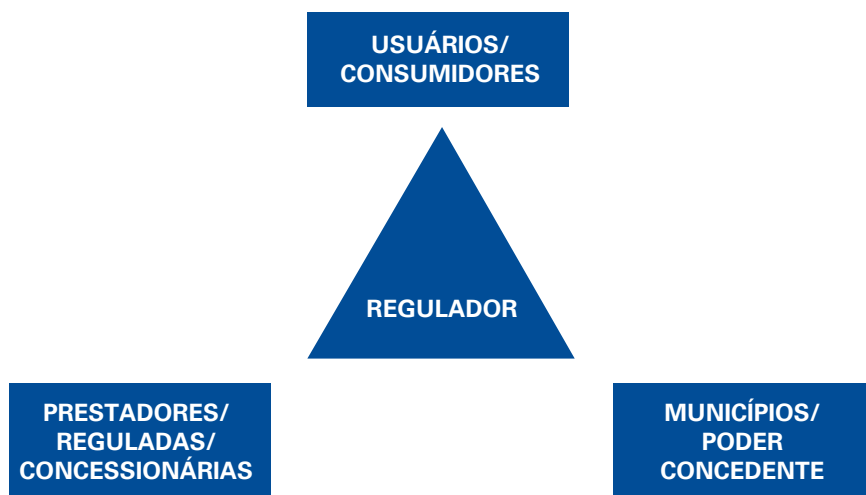 USUÁRIOS/
CONSUMIDORES
REGULADOR
PRESTADORES/
REGULADAS/
CONCESSIONÁRIAS
MUNICÍPIOS/
PODER
CONCEDENTE